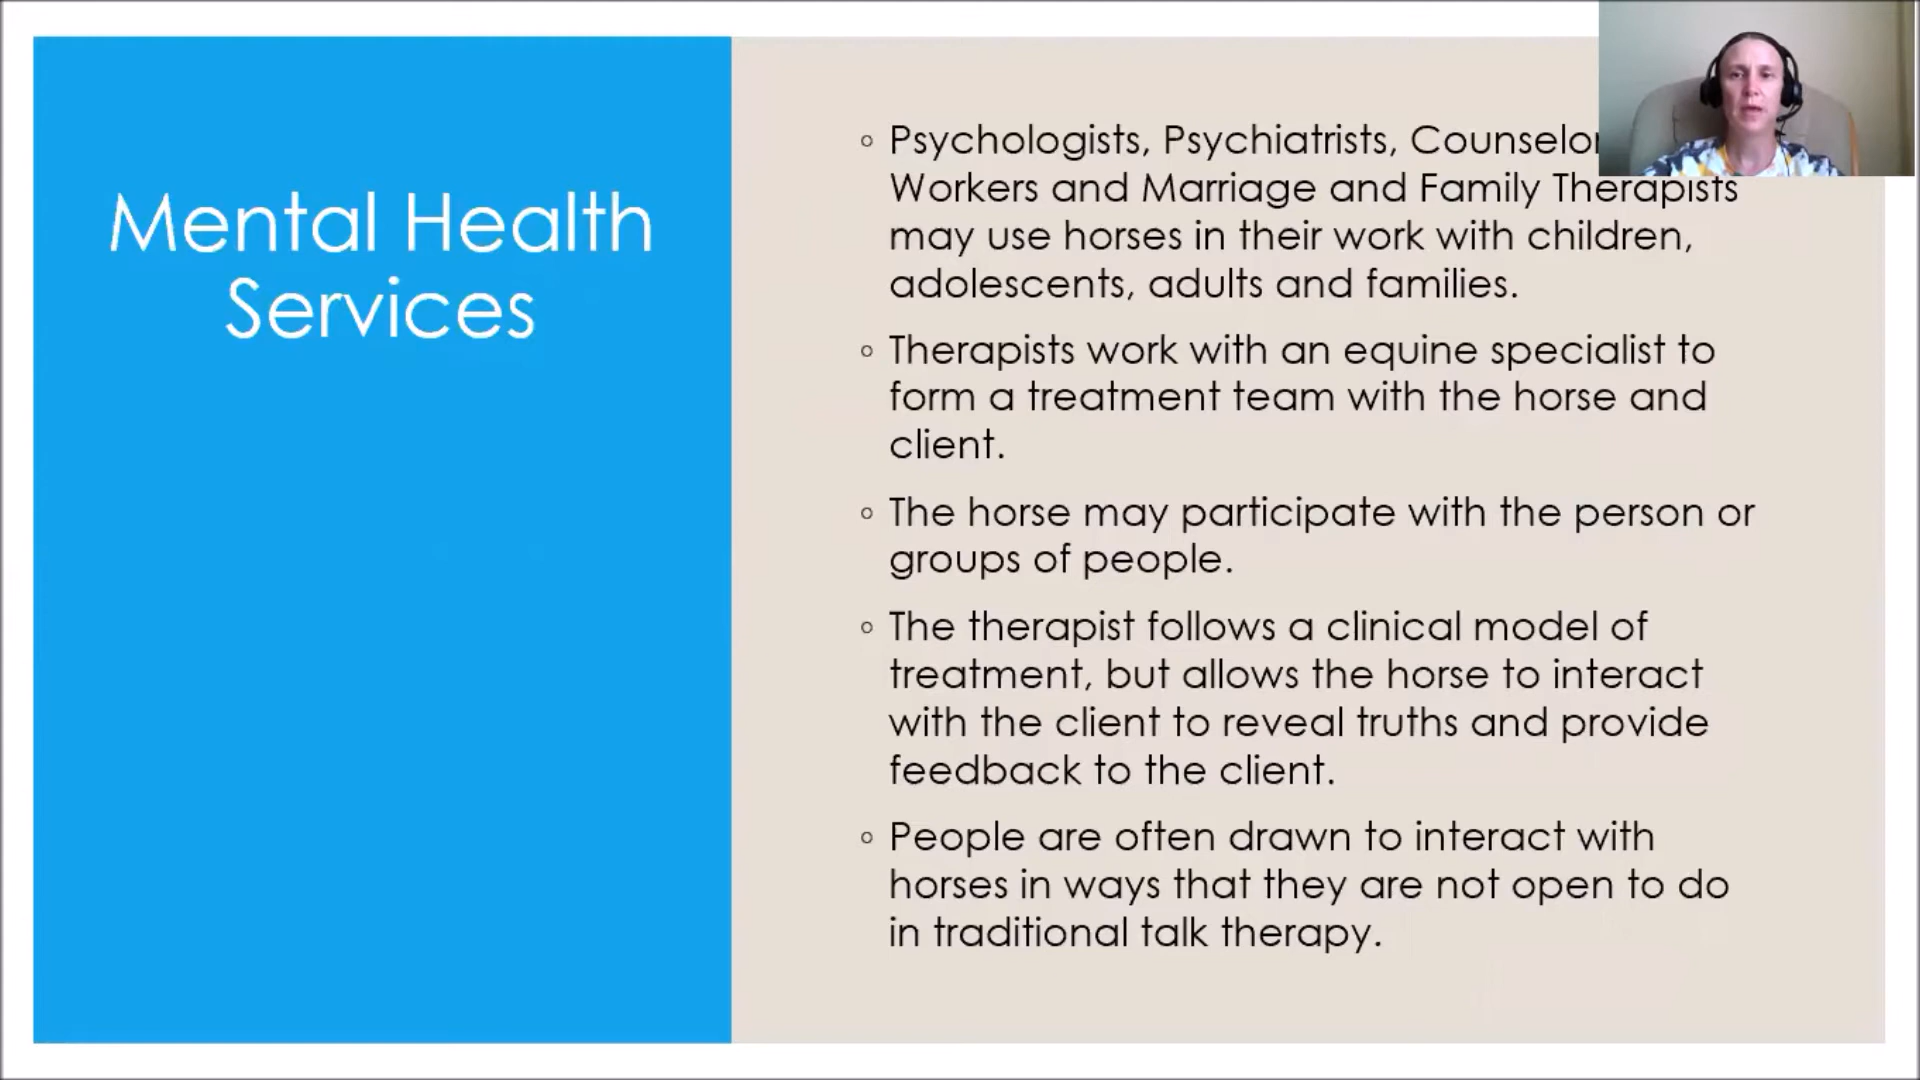 Mental Health
Services
◦ Psychologists, Psychiatrists, Counselor
Workers and Marriage and Family Therapists
may use horses in their work with children,
adolescents, adults and families.
◦ Therapists work with an equine specialist to
form a treatment team with the horse and
client.
◦ The horse may participate with the person or
groups of people.
◦ The therapist follows a clinical model of
treatment, but allows the horse to interact
with the client to reveal truths and provide
feedback to the client.
◦ People are often drawn to interact with
horses in ways that they are not open to do
in traditional talk therapy.